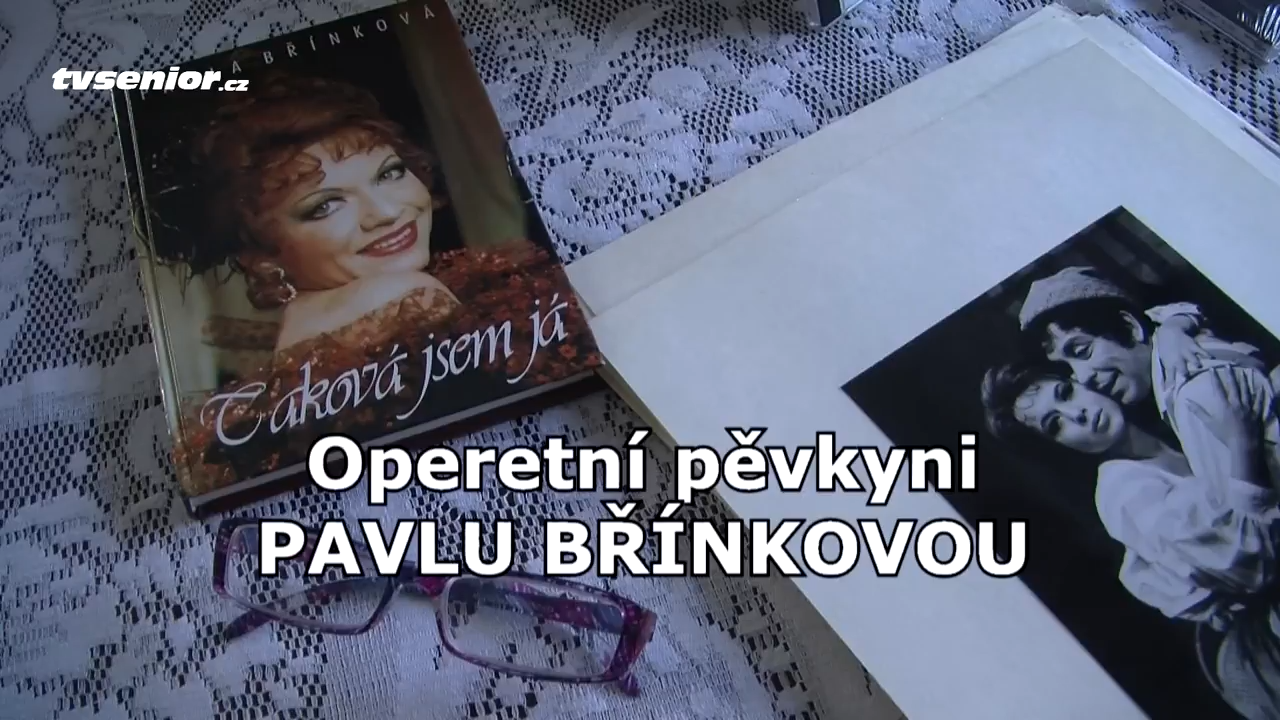 tvsenior.cz
BŘÍNKOVÁ
Taková jsem já
Operetní pěvkyni
PAVLU BŘÍNKOVOU